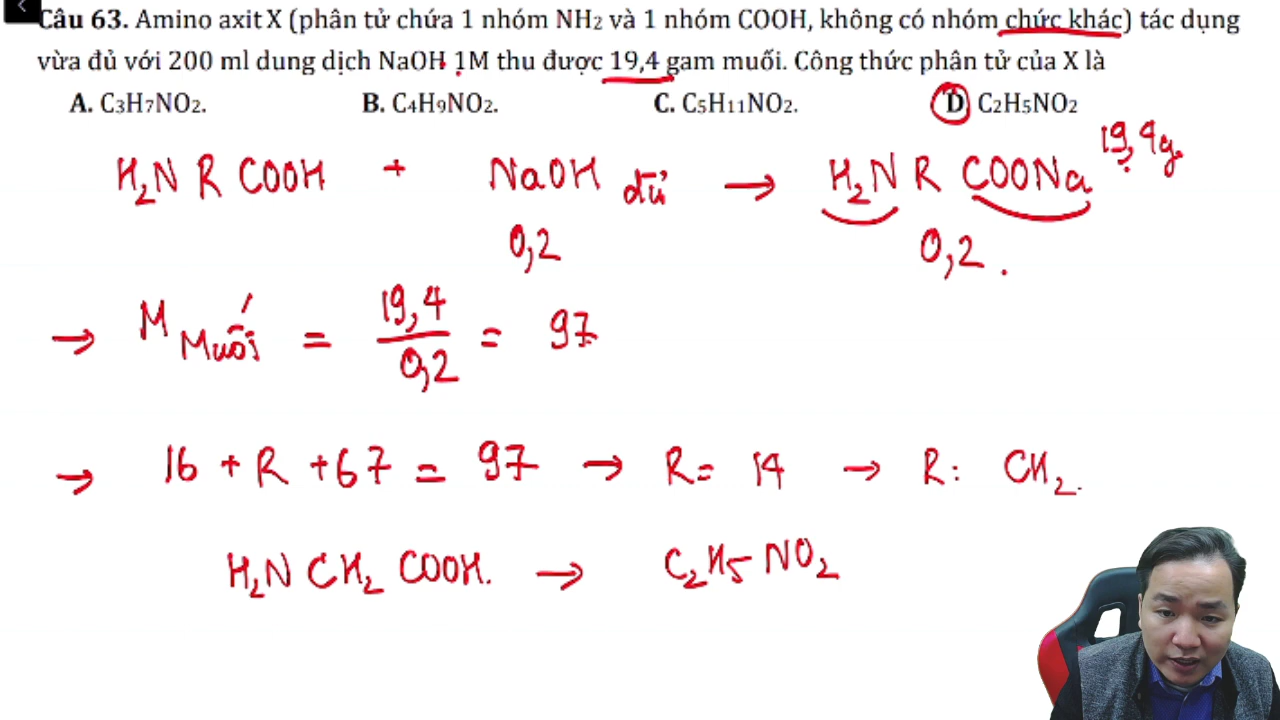 Câu 63. Amino axit X (phân tử chứa 1 nhóm NH₂ và 1 nhóm COOH, không có nhóm chức khác) tác dụng
vừa đủ với 200 ml dung dịch NaOH 1M thu được 19,4 gam muối. Công thức phân tử của X là
A. C₃H₇NO₂. B. C₄H₉NO₂. C. C₅H₁₁NO₂. D C₂H₅NO₂
19,4g
H₂N R COOH + NaOH đủ → H₂N R COONa
0,2 0,2.
→ M Muối = 19,4/0,2 = 97
→ 16 + R + 67 = 97 → R = 14 → R: CH₂.
H₂N CH₂ COOH. → C₂H₅NO₂